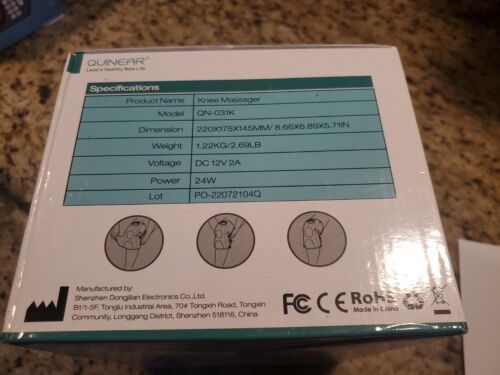 QUINEAR®
Lead a Healthy New Life
Specifications
Product Name Knee Massager
Model QN-031K
Dimension 220X175X145MM/ 8.66X6.89X5.71IN
Weight 1.22KG/2.69LB
Voltage DC 12V 2A
Power 24W
Lot PO-22072104Q
Manufactured by:
Shenzhen Dongjilan Electronics Co.,Ltd.
B1/1-5F, Tonglu Industrial Area, 70# Tongxin Road, Tongxin
Community, Longgang District, Shenzhen 518116, China
FC CE RoHS
Made in China